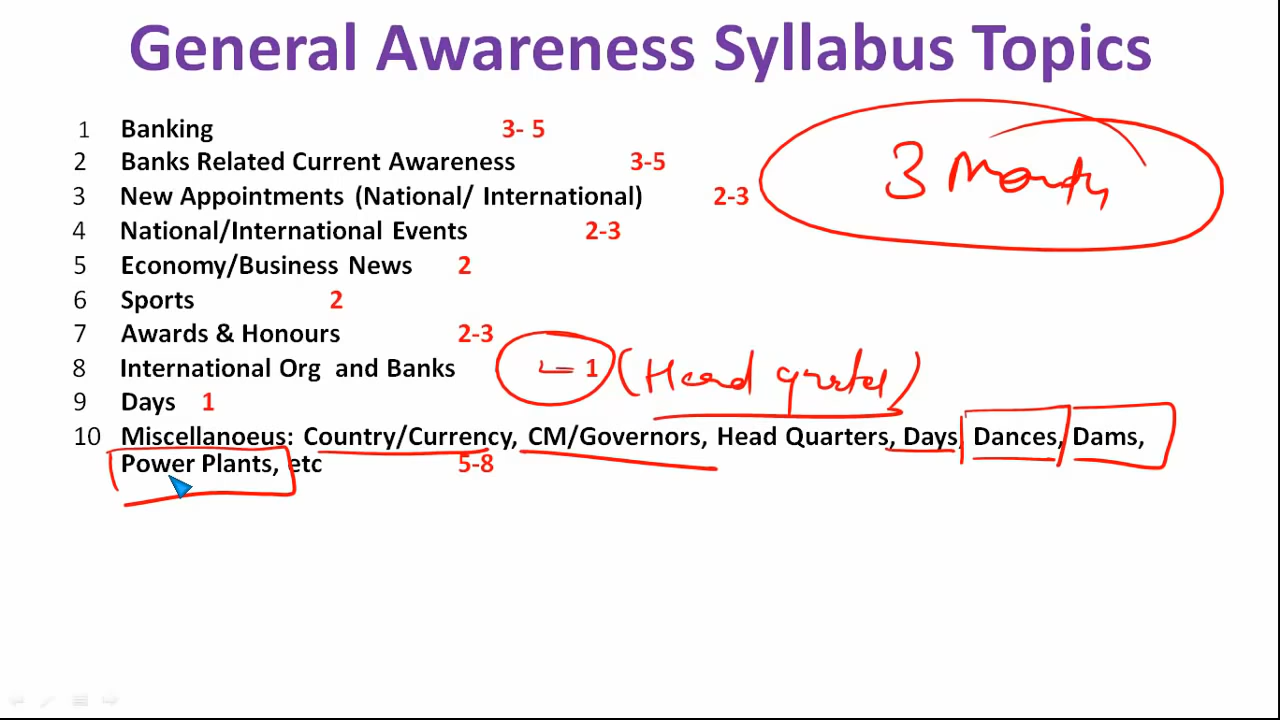 General Awareness Syllabus Topics
1 Banking 3- 5
2 Banks Related Current Awareness 3-5
3 New Appointments (National/ International) 2-3
4 National/International Events 2-3
5 Economy/Business News 2
6 Sports 2
7 Awards & Honours 2-3
8 International Org and Banks 1
9 Days 1
10 Miscellanoeus: Country/Currency, CM/Governors, Head Quarters, Days, Dances, Dams,
Power Plants, etc 5-8
3 Month
(Head